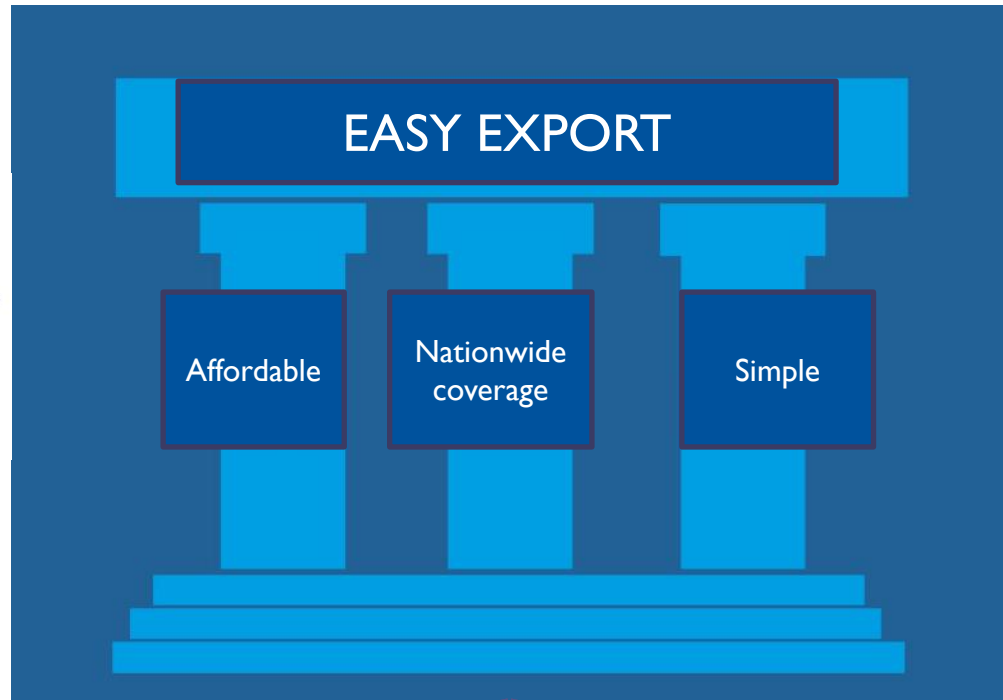 EASY EXPORT
Affordable
Nationwide
coverage
Simple